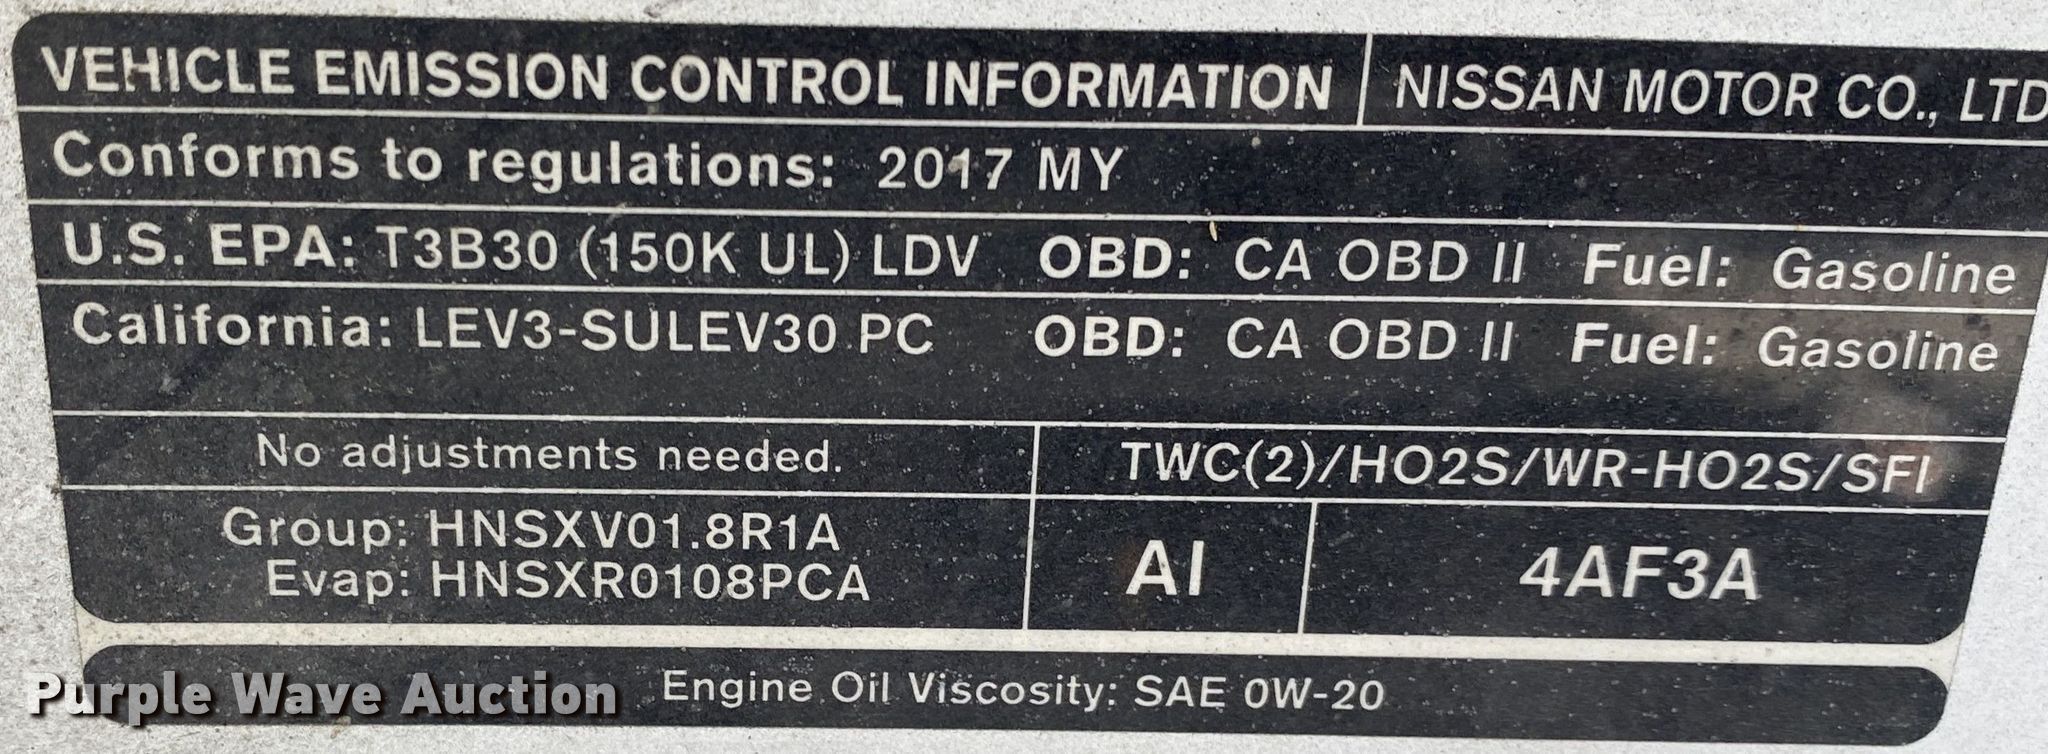 VEHICLE EMISSION CONTROL INFORMATION NISSAN MOTOR CO., LTD
Conforms to regulations: 2017 MY
U.S. EPA: T3B30 (150K UL) LDV OBD: CA OBD II Fuel: Gasoline
California: LEV3-SULEV30 PC OBD: CA OBD II Fuel: Gasoline
No adjustments needed. TWC(2)/HO2S/WR-HO2S/SFI
Group: HNSXV01.8R1A
Evap: HNSXR0108PCA
AI 4AF3A
Engine Oil Viscosity: SAE 0W-20
Purple Wave Auction